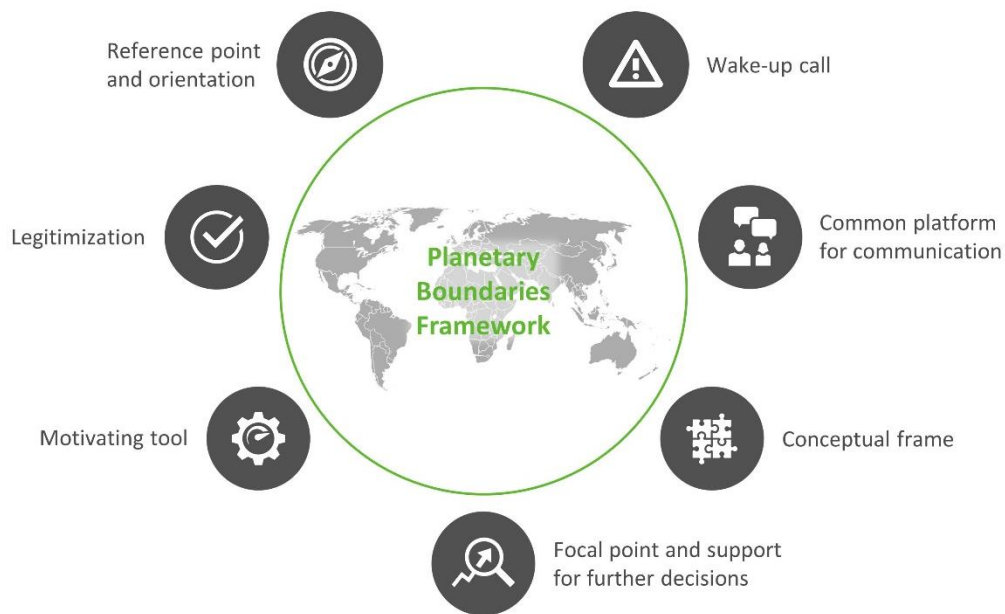 Reference point
and orientation
Wake-up call
Legitimization
Common platform
for communication
Planetary
Boundaries
Framework
Motivating tool
Conceptual frame
Focal point and support
for further decisions